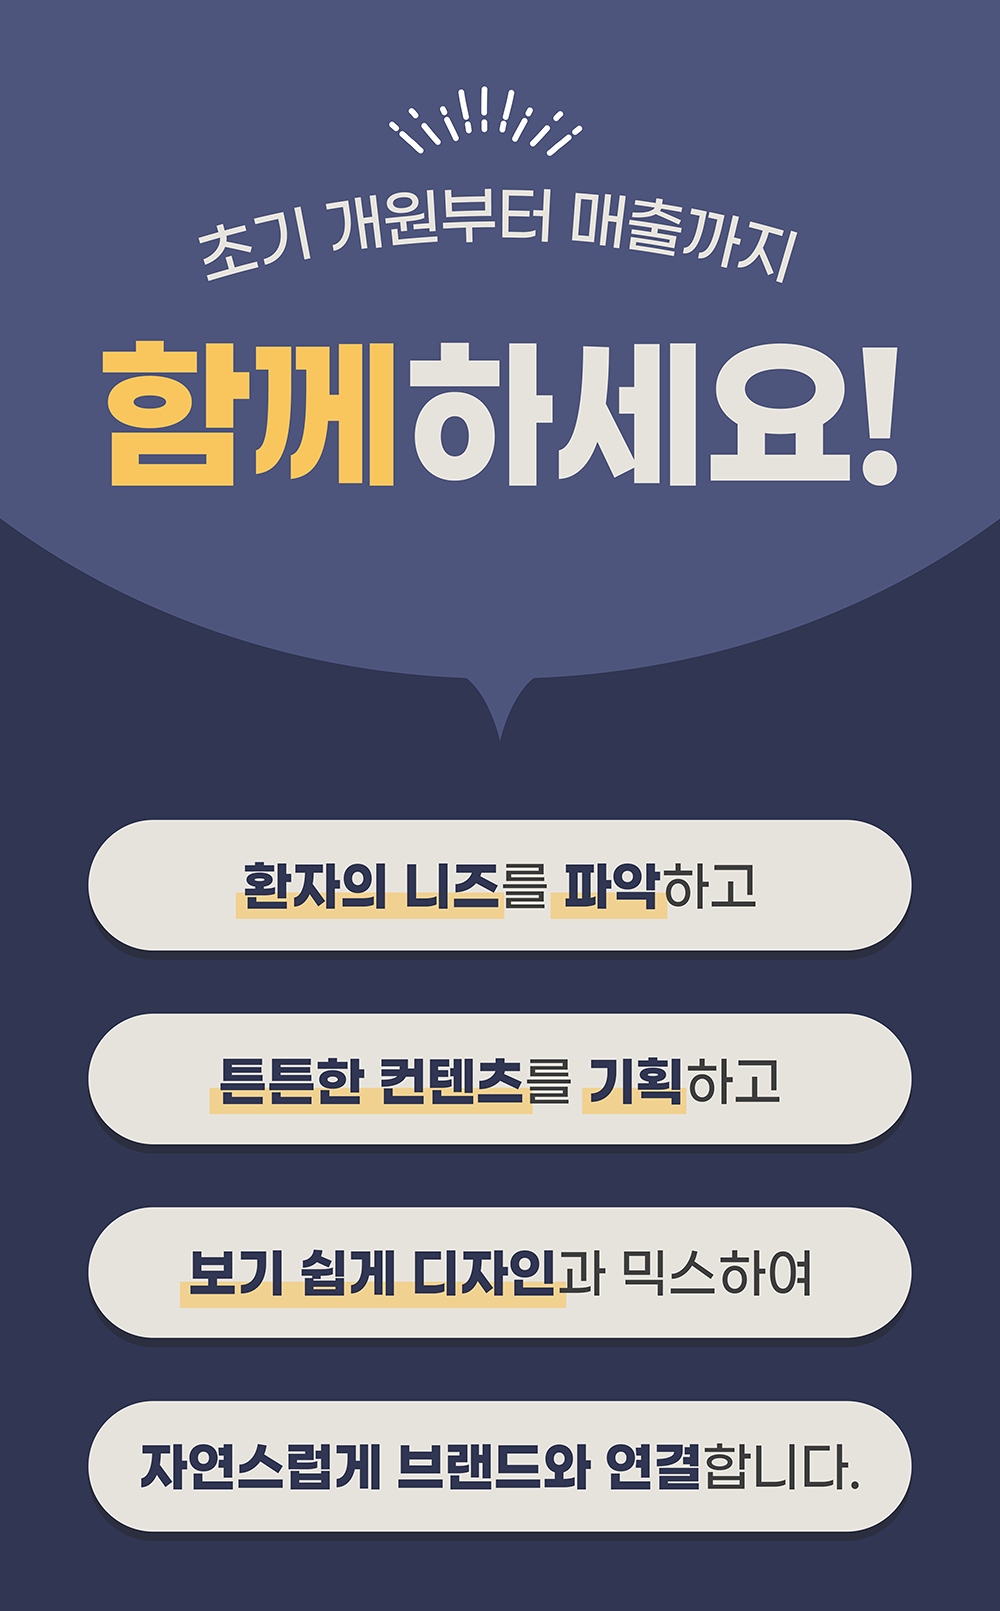 초기 개원부터 매출까지
함께하세요!
환자의 니즈를 파악하고
튼튼한 컨텐츠를 기획하고
보기 쉽게 디자인과 믹스하여
자연스럽게 브랜드와 연결합니다.